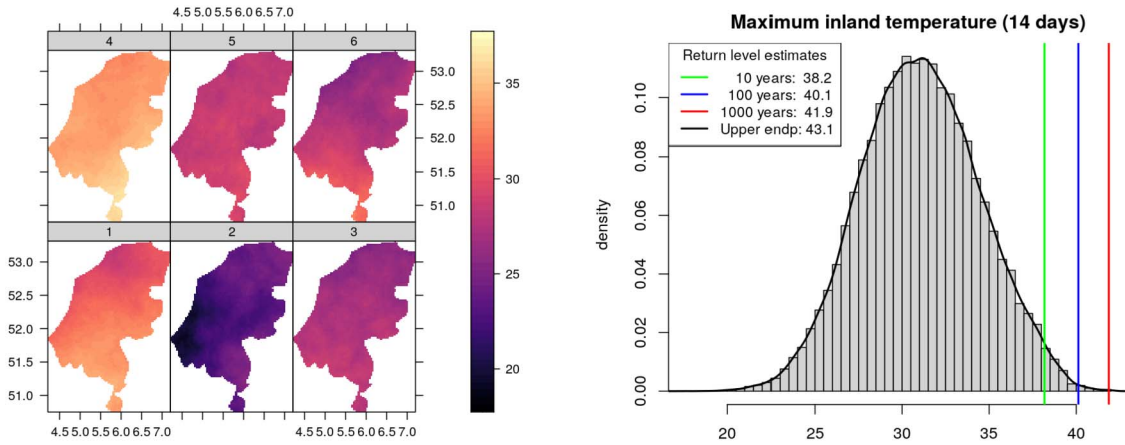 4.5 5.0 5.5 6.0 6.5 7.0
4 5 6
53.0
52.5
52.0
51.5
51.0
1 2 3
53.0
52.5
52.0
51.5
51.0
4.5 5.0 5.5 6.0 6.5 7.0
4.5 5.0 5.5 6.0 6.5 7.0
35
30
25
20
Maximum inland temperature (14 days)
Return level estimates
10 years: 38.2
100 years: 40.1
1000 years: 41.9
Upper endp: 43.1
density
0.10
0.08
0.06
0.04
0.02
0.00
20 25 30 35 40